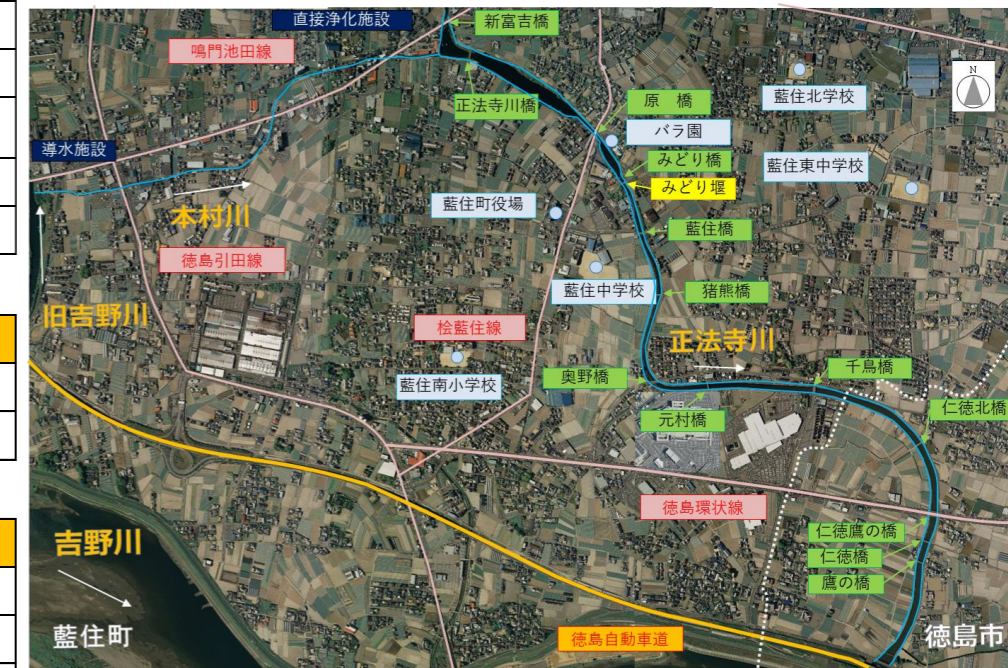 直接浄化施設
新富吉橋
鳴門池田線
N
藍住北学校
正法寺川橋
原 橋
バラ園
導水施設
みどり橋
藍住東中学校
みどり堰
藍住町役場
本村川
藍住橋
徳島引田線
藍住中学校
猪熊橋
旧吉野川
桧藍住線
正法寺川
千鳥橋
奥野橋
藍住南小学校
元村橋
仁徳北橋
徳島環状線
仁徳鷹の橋
吉野川
仁徳橋
鷹の橋
藍住町
徳島自動車道
徳島市